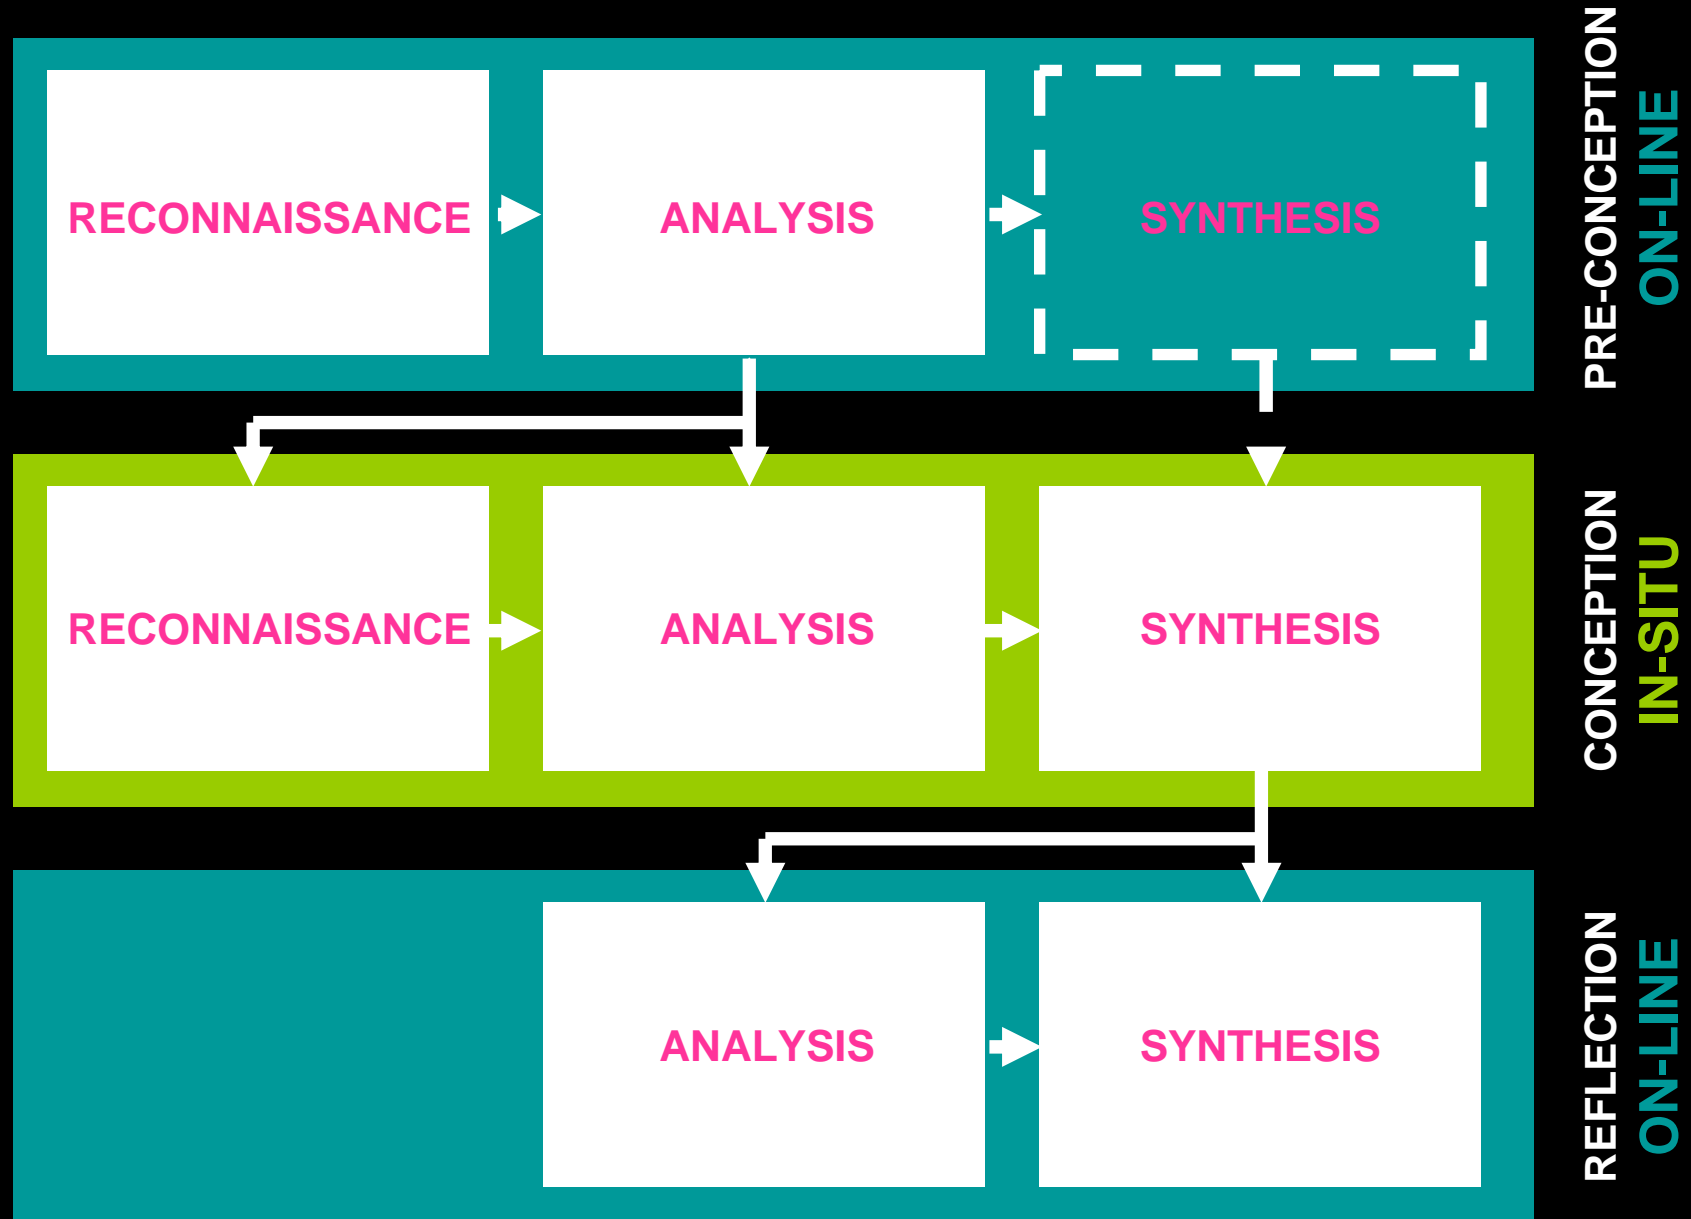 RECONNAISSANCE
ANALYSIS
SYNTHESIS
PRE-CONCEPTION
ON-LINE
RECONNAISSANCE
ANALYSIS
SYNTHESIS
CONCEPTION
IN-SITU
ANALYSIS
SYNTHESIS
REFLECTION
ON-LINE